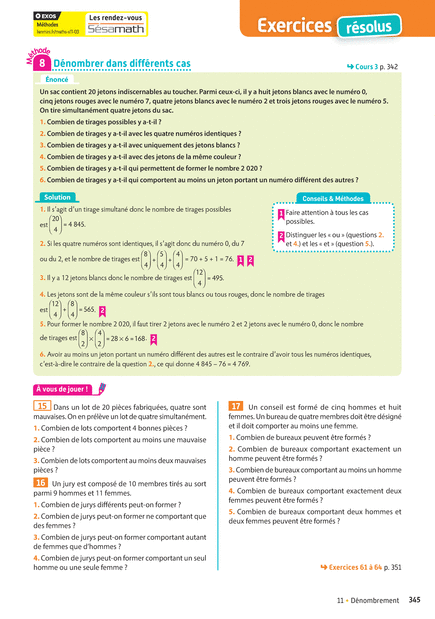 EXOS
Méthodes
Les rendez-vous
Sésamath
Exercices résolus
Méthode
8 Dénombrer dans différents cas
Cours 3 p. 342
Énoncé
Un sac contient 20 jetons indiscernables au toucher. Parmi ceux-ci, il y a huit jetons blancs avec le numéro 0,
cinq jetons rouges avec le numéro 7, quatre jetons blancs avec le numéro 2 et trois jetons rouges avec le numéro 5.
On tire simultanément quatre jetons du sac.
1. Combien de tirages possibles y a-t-il ?
2. Combien de tirages y a-t-il avec les quatre numéros identiques ?
3. Combien de tirages y a-t-il avec uniquement des jetons blancs ?
4. Combien de tirages y a-t-il avec des jetons de la même couleur ?
5. Combien de tirages y a-t-il qui permettent de former le nombre 2 020 ?
6. Combien de tirages y a-t-il qui comportent au moins un jeton portant un numéro différent des autres ?
Solution
1. Il s'agit d'un tirage simultané donc le nombre de tirages possibles
est (20 4) = 4 845.
2. Si les quatre numéros sont identiques, il s'agit donc du numéro 0, du 7
ou du 2, et le nombre de tirages est (8 4) + (5 4) + (4 4) = 70 + 5 + 1 = 76. 1 2
3. Il y a 12 jetons blancs donc le nombre de tirages est (12 4) = 495.
4. Les jetons sont de la même couleur s'ils sont tous blancs ou tous rouges, donc le nombre de tirages
est (12 4) + (8 4) = 565. 2
5. Pour former le nombre 2 020, il faut tirer 2 jetons avec le numéro 2 et 2 jetons avec le numéro 0, donc le nombre
de tirages est (8 2) × (4 2) = 28 × 6 = 168. 2
6. Avoir au moins un jeton portant un numéro différent des autres est le contraire d'avoir tous les numéros identiques,
c'est-à-dire le contraire de la question 2., ce qui donne 4 845 – 76 = 4 769.
Conseils & Méthodes
1 Faire attention à tous les cas
possibles.
2 Distinguer les « ou » (questions 2.
et 4.) et les « et » (question 5.).
À vous de jouer !
15 Dans un lot de 20 pièces fabriquées, quatre sont
mauvaises. On en prélève un lot de quatre simultanément.
1. Combien de lots comportent 4 bonnes pièces ?
2. Combien de lots comportent au moins une mauvaise
pièce ?
3. Combien de lots comportent au moins deux mauvaises
pièces ?
16 Un jury est composé de 10 membres tirés au sort
parmi 9 hommes et 11 femmes.
1. Combien de jurys différents peut-on former ?
2. Combien de jurys peut-on former ne comportant que
des femmes ?
3. Combien de jurys peut-on former comportant autant
de femmes que d'hommes ?
4. Combien de jurys peut-on former comportant un seul
homme ou une seule femme ?
17 Un conseil est formé de cinq hommes et huit
femmes. Un bureau de quatre membres doit être désigné
et il doit comporter au moins une femme.
1. Combien de bureaux peuvent être formés ?
2. Combien de bureaux comportant exactement un
homme peuvent être formés ?
3. Combien de bureaux comportant au moins un homme
peuvent être formés ?
4. Combien de bureaux comportant exactement deux
femmes peuvent être formés ?
5. Combien de bureaux comportant deux hommes et
deux femmes peuvent être formés ?
Exercices 61 à 64 p. 351
11 • Dénombrement 345